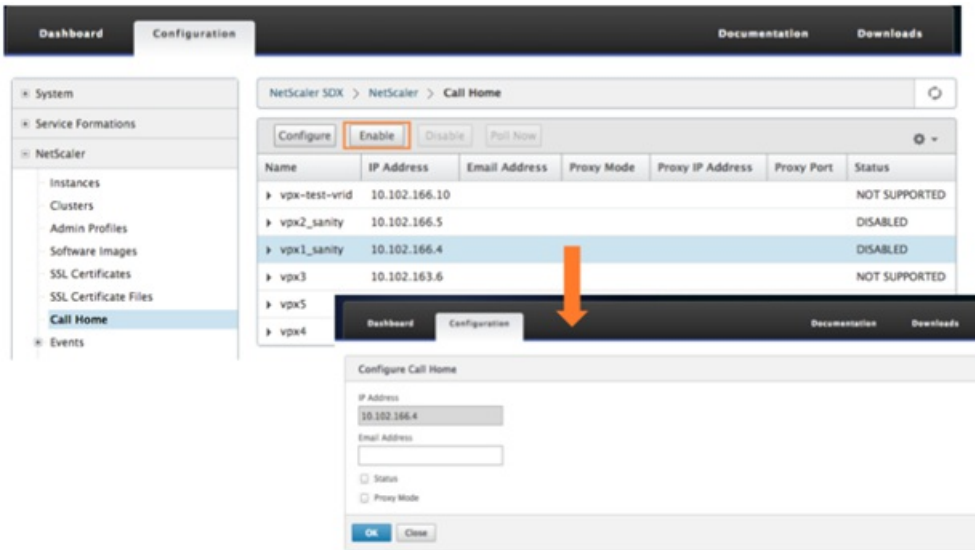 Dashboard Configuration Documentation Downloads
System
Service Formations
NetScaler
Instances
Clusters
Admin Profiles
Software Images
SSL Certificates
SSL Certificate Files
Call Home
Events
NetScaler SDX > NetScaler > Call Home
Configure Enable Disable Poll Now
Name IP Address Email Address Proxy Mode Proxy IP Address Proxy Port Status
vpx-test-vrid 10.102.166.10 NOT SUPPORTED
vpx2_sanity 10.102.166.5 DISABLED
vpx1_sanity 10.102.166.4 DISABLED
vpx3 10.102.163.6 NOT SUPPORTED
vpx5
vpx4
Dashboard Configuration Documentation Downloads
Configure Call Home
IP Address
10.102.166.4
Email Address
Status
Proxy Mode
OK Close